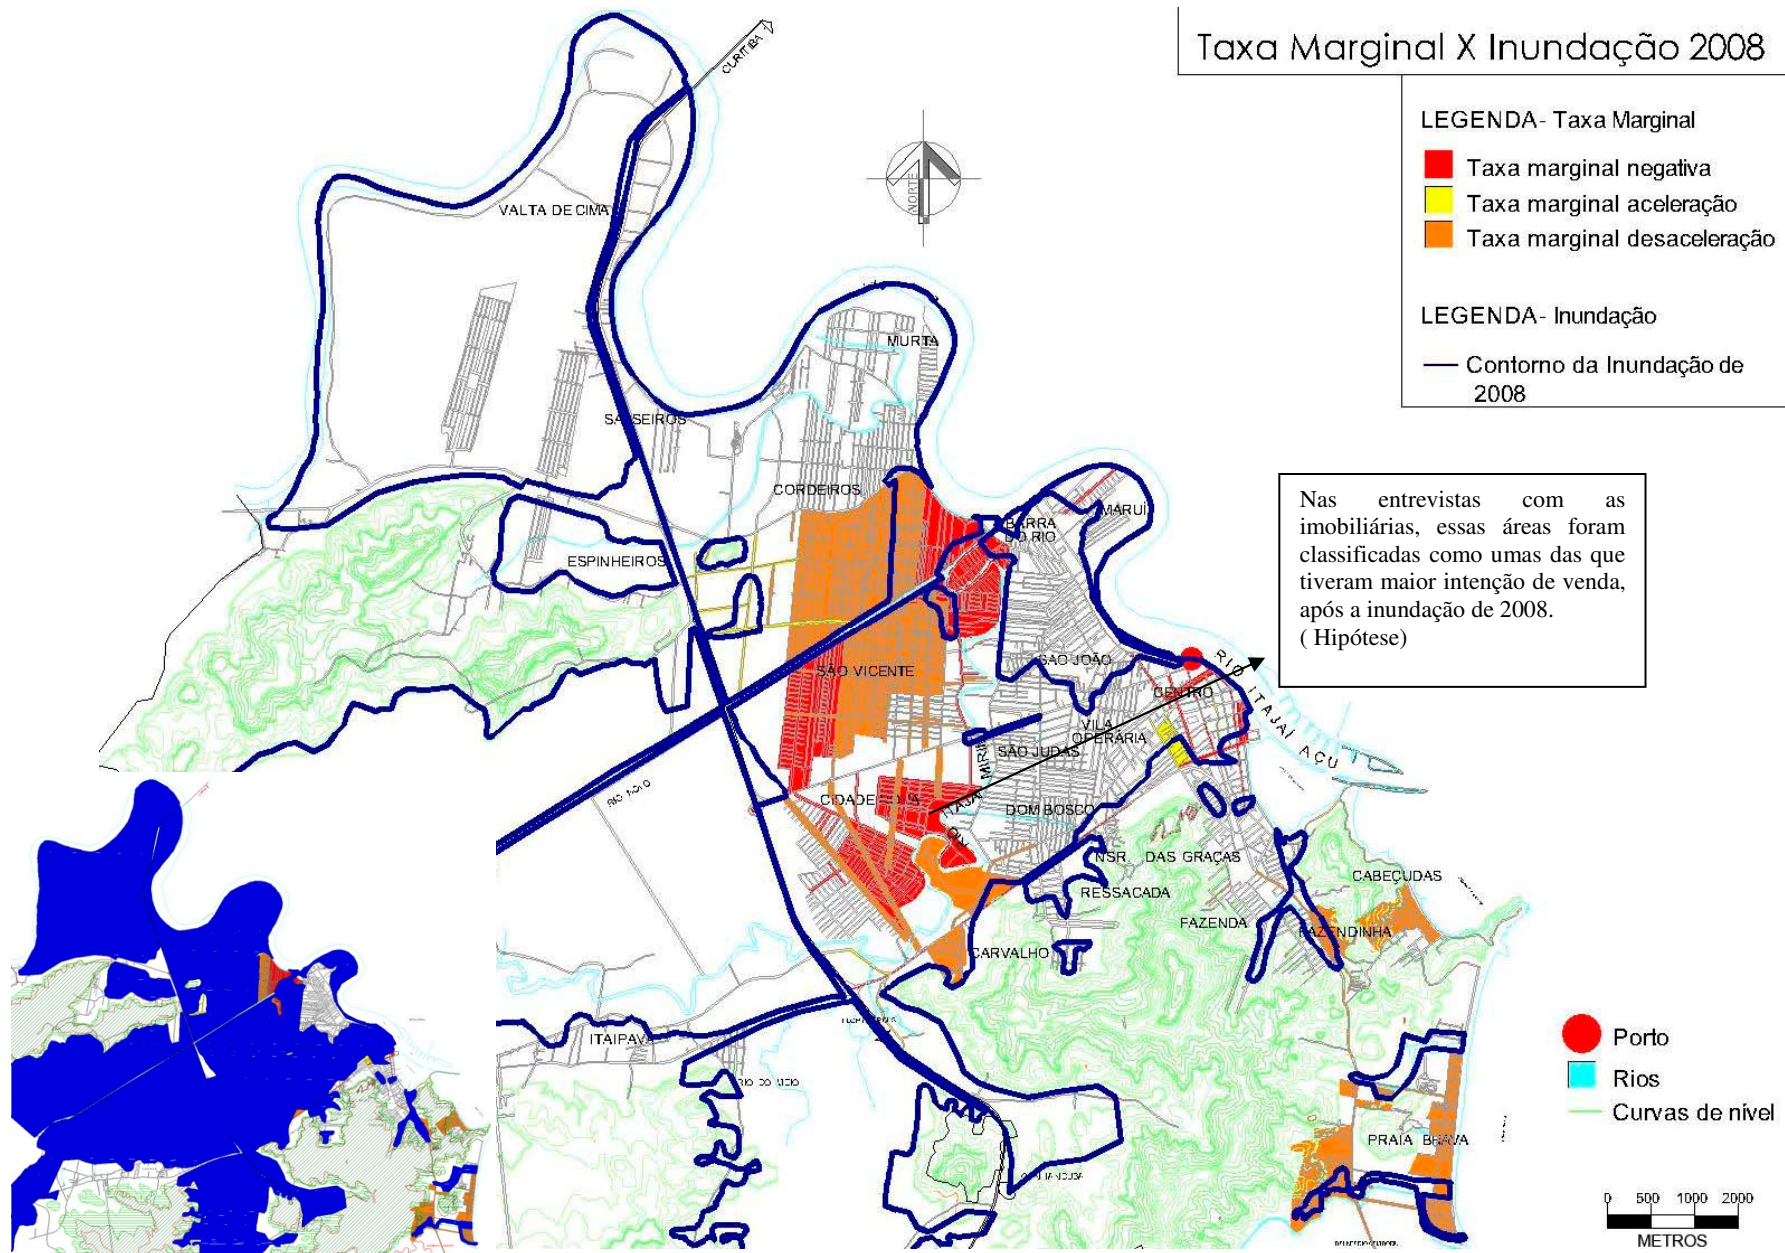 Taxa Marginal X Inundação 2008
LEGENDA- Taxa Marginal
Taxa marginal negativa
Taxa marginal aceleração
Taxa marginal desaceleração
LEGENDA- Inundação
Contorno da Inundação de
2008
CURITIBA
NORTE
VALTA DE CIMA
MURTA
CORDEIROS
ESPINHEIROS
BARRA
DO RIO
Nas entrevistas com as
imobiliárias, essas áreas foram
classificadas como umas das que
tiveram maior intenção de venda,
após a inundação de 2008.
( Hipótese)
SÃO VICENTE
SÃO JOÃO
CENTRO
RIO ITAJAÍ AÇU
VILA
OPERÁRIA
SÃO JUDAS
DOM BOSCO
NSR. DAS GRAÇAS
RESSACADA
CABEÇUDAS
FAZENDA
FAZENDINHA
CARVALHO
ITAIPAV
PRAIA BRAVA
Porto
Rios
Curvas de nível
0 500 1000 2000
METROS